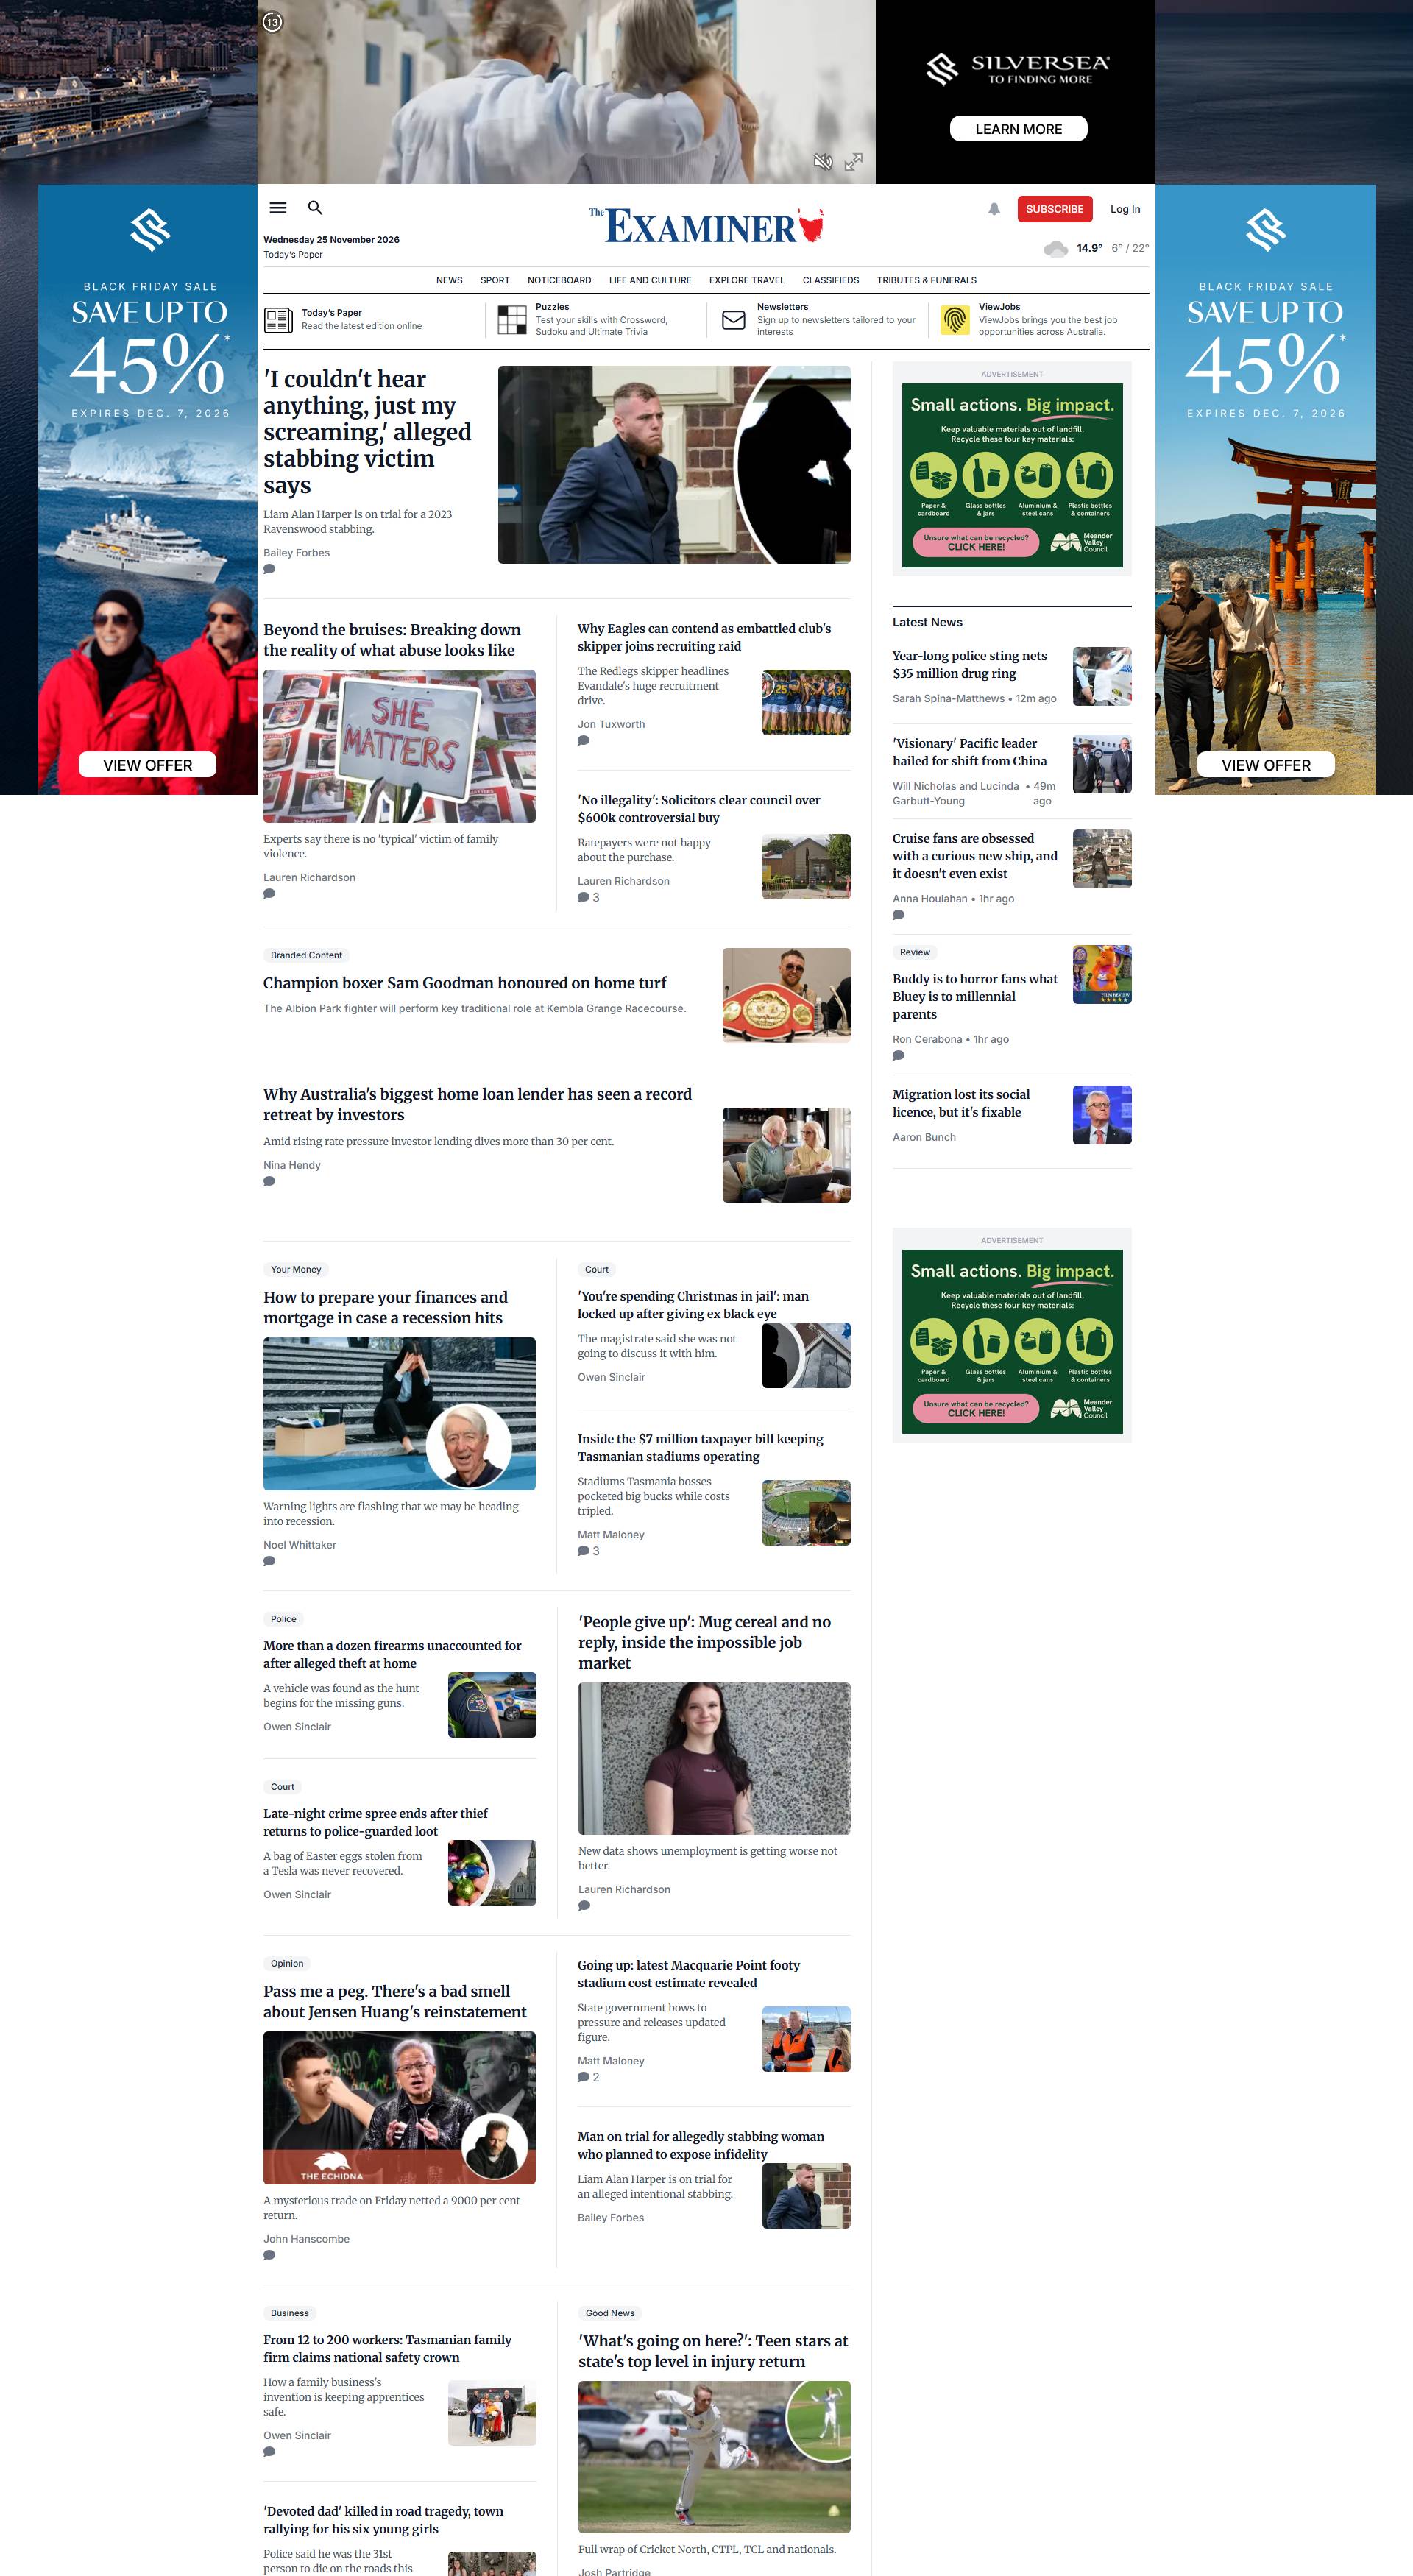 13
SILVERSEA
TO FINDING MORE
LEARN MORE
BLACK FRIDAY SALE
SAVE UP TO
45%*
EXPIRES DEC. 7, 2026
VIEW OFFER
The EXAMINER
SUBSCRIBE
Log In
Wednesday 25 November 2026
Today's Paper
14.9° 6° / 22°
NEWS SPORT NOTICEBOARD LIFE AND CULTURE EXPLORE TRAVEL CLASSIFIEDS TRIBUTES & FUNERALS
Today's Paper
Read the latest edition online
Puzzles
Test your skills with Crossword,
Sudoku and Ultimate Trivia
Newsletters
Sign up to newsletters tailored to your
interests
ViewJobs
ViewJobs brings you the best job
opportunities across Australia.
'I couldn't hear
anything, just my
screaming,' alleged
stabbing victim
says
Liam Alan Harper is on trial for a 2023
Ravenswood stabbing.
Bailey Forbes
Beyond the bruises: Breaking down
the reality of what abuse looks like
SHE
MATTERS
Experts say there is no 'typical' victim of family
violence.
Lauren Richardson
Why Eagles can contend as embattled club's
skipper joins recruiting raid
The Redlegs skipper headlines
Evandale's huge recruitment
drive.
Jon Tuxworth
'No illegality': Solicitors clear council over
$600k controversial buy
Ratepayers were not happy
about the purchase.
Lauren Richardson
3
Branded Content
Champion boxer Sam Goodman honoured on home turf
The Albion Park fighter will perform key traditional role at Kembla Grange Racecourse.
Why Australia's biggest home loan lender has seen a record
retreat by investors
Amid rising rate pressure investor lending dives more than 30 per cent.
Nina Hendy
Your Money
How to prepare your finances and
mortgage in case a recession hits
Warning lights are flashing that we may be heading
into recession.
Noel Whittaker
Court
'You're spending Christmas in jail': man
locked up after giving ex black eye
The magistrate said she was not
going to discuss it with him.
Owen Sinclair
Inside the $7 million taxpayer bill keeping
Tasmanian stadiums operating
Stadiums Tasmania bosses
pocketed big bucks while costs
tripled.
Matt Maloney
3
Police
More than a dozen firearms unaccounted for
after alleged theft at home
A vehicle was found as the hunt
begins for the missing guns.
Owen Sinclair
Court
Late-night crime spree ends after thief
returns to police-guarded loot
A bag of Easter eggs stolen from
a Tesla was never recovered.
Owen Sinclair
'People give up': Mug cereal and no
reply, inside the impossible job
market
New data shows unemployment is getting worse not
better.
Lauren Richardson
Opinion
Pass me a peg. There's a bad smell
about Jensen Huang's reinstatement
THE ECHIDNA
A mysterious trade on Friday netted a 9000 per cent
return.
John Hanscombe
Going up: latest Macquarie Point footy
stadium cost estimate revealed
State government bows to
pressure and releases updated
figure.
Matt Maloney
2
Man on trial for allegedly stabbing woman
who planned to expose infidelity
Liam Alan Harper is on trial for
an alleged intentional stabbing.
Bailey Forbes
Business
From 12 to 200 workers: Tasmanian family
firm claims national safety crown
How a family business's
invention is keeping apprentices
safe.
Owen Sinclair
'Devoted dad' killed in road tragedy, town
rallying for his six young girls
Police said he was the 31st
person to die on the roads this
Good News
'What's going on here?': Teen stars at
state's top level in injury return
Full wrap of Cricket North, CTPL, TCL and nationals.
Josh Partridge
ADVERTISEMENT
Small actions. Big impact.
Keep valuable materials out of landfill.
Recycle these four key materials:
Paper & cardboard
Glass bottles & jars
Aluminium & steel cans
Plastic bottles & containers
Unsure what can be recycled?
CLICK HERE!
Meander
Valley
Council
Latest News
Year-long police sting nets
$35 million drug ring
Sarah Spina-Matthews • 12m ago
'Visionary' Pacific leader
hailed for shift from China
Will Nicholas and Lucinda Garbutt-Young • 49m ago
Cruise fans are obsessed
with a curious new ship, and
it doesn't even exist
Anna Houlahan • 1hr ago
Review
Buddy is to horror fans what
Bluey is to millennial
parents
Ron Cerabona • 1hr ago
Migration lost its social
licence, but it's fixable
Aaron Bunch
ADVERTISEMENT
Small actions. Big impact.
Keep valuable materials out of landfill.
Recycle these four key materials:
Paper & cardboard
Glass bottles & jars
Aluminium & steel cans
Plastic bottles & containers
Unsure what can be recycled?
CLICK HERE!
Meander
Valley
Council
BLACK FRIDAY SALE
SAVE UP TO
45%*
EXPIRES DEC. 7, 2026
VIEW OFFER